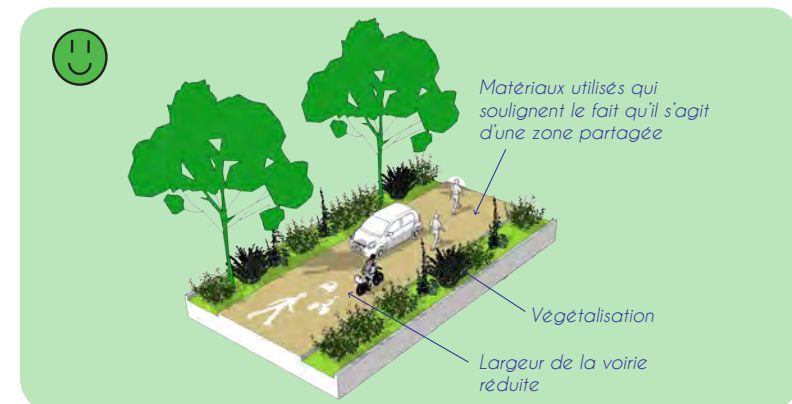 Matériaux utilisés qui
soulignent le fait qu'il s'agit
d'une zone partagée
Végétalisation
Largeur de la voirie
réduite